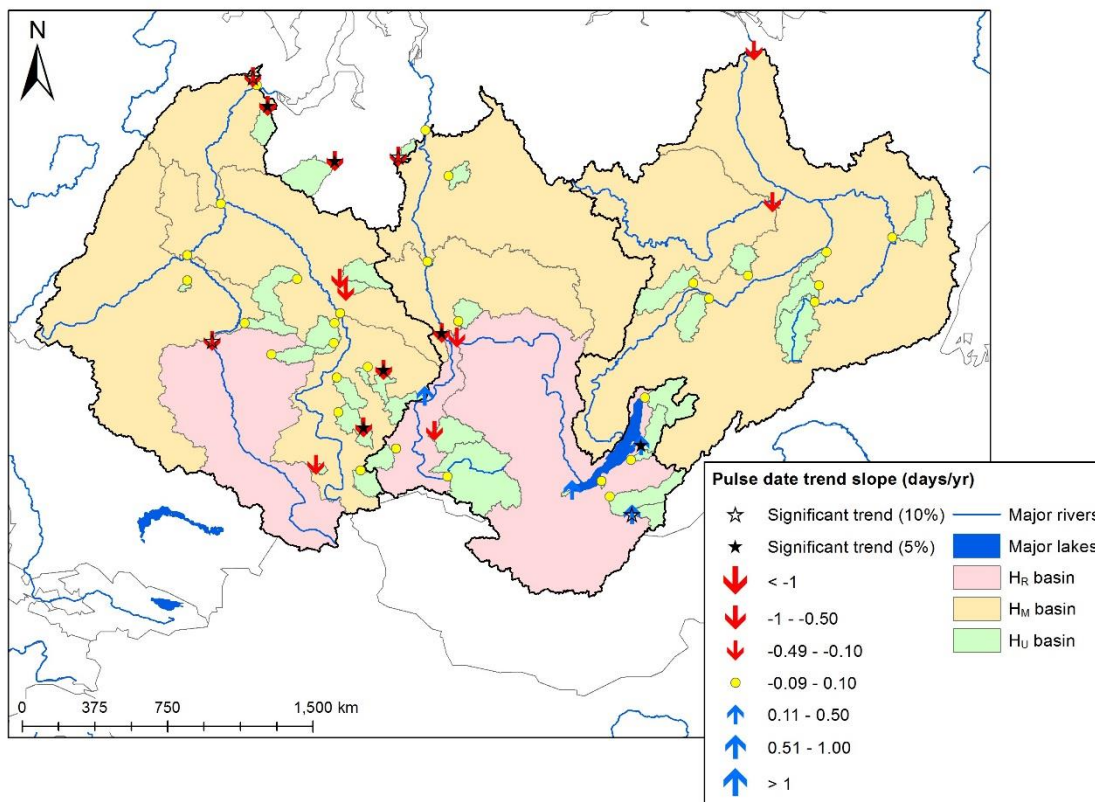 N
0 375 750 1,500 km
Pulse date trend slope (days/yr)
Significant trend (10%)
Significant trend (5%)
< -1
-1 - -0.50
-0.49 - -0.10
-0.09 - 0.10
0.11 - 0.50
0.51 - 1.00
> 1
Major rivers
Major lakes
HR basin
HM basin
HU basin